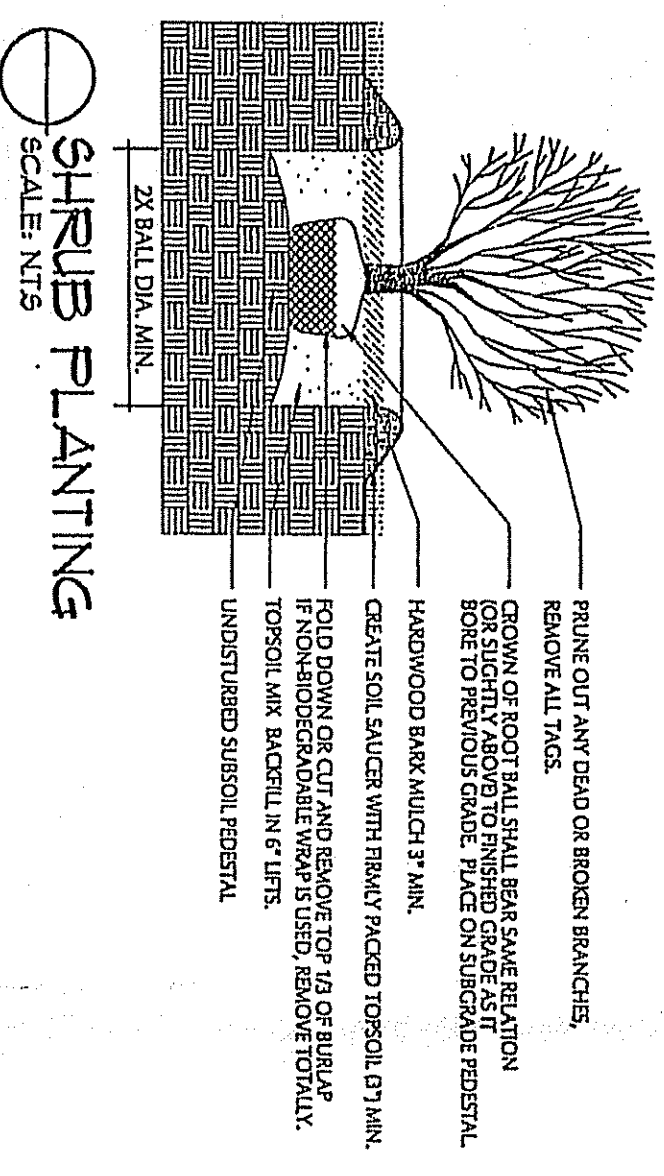 PRUNE OUT ANY DEAD OR BROKEN BRANCHES,
REMOVE ALL TAGS.
CROWN OF ROOT BALL SHALL BEAR SAME RELATION
(OR SLIGHTLY ABOVE) TO FINISHED GRADE AS IT
BORE TO PREVIOUS GRADE. PLACE ON SUBGRADE PEDESTAL.
HARDWOOD BARK MULCH 3" MIN.
CREATE SOIL SAUCER WITH FIRMLY PACKED TOPSOIL (3") MIN.
FOLD DOWN OR CUT AND REMOVE TOP 1/3 OF BURLAP
IF NON-BIODEGRADABLE WRAP IS USED, REMOVE TOTALLY.
TOPSOIL MIX BACKFILL IN 6" LIFTS.
UNDISTURBED SUBSOIL PEDESTAL
2X BALL DIA. MIN.
SHRUB PLANTING
SCALE: N.T.S